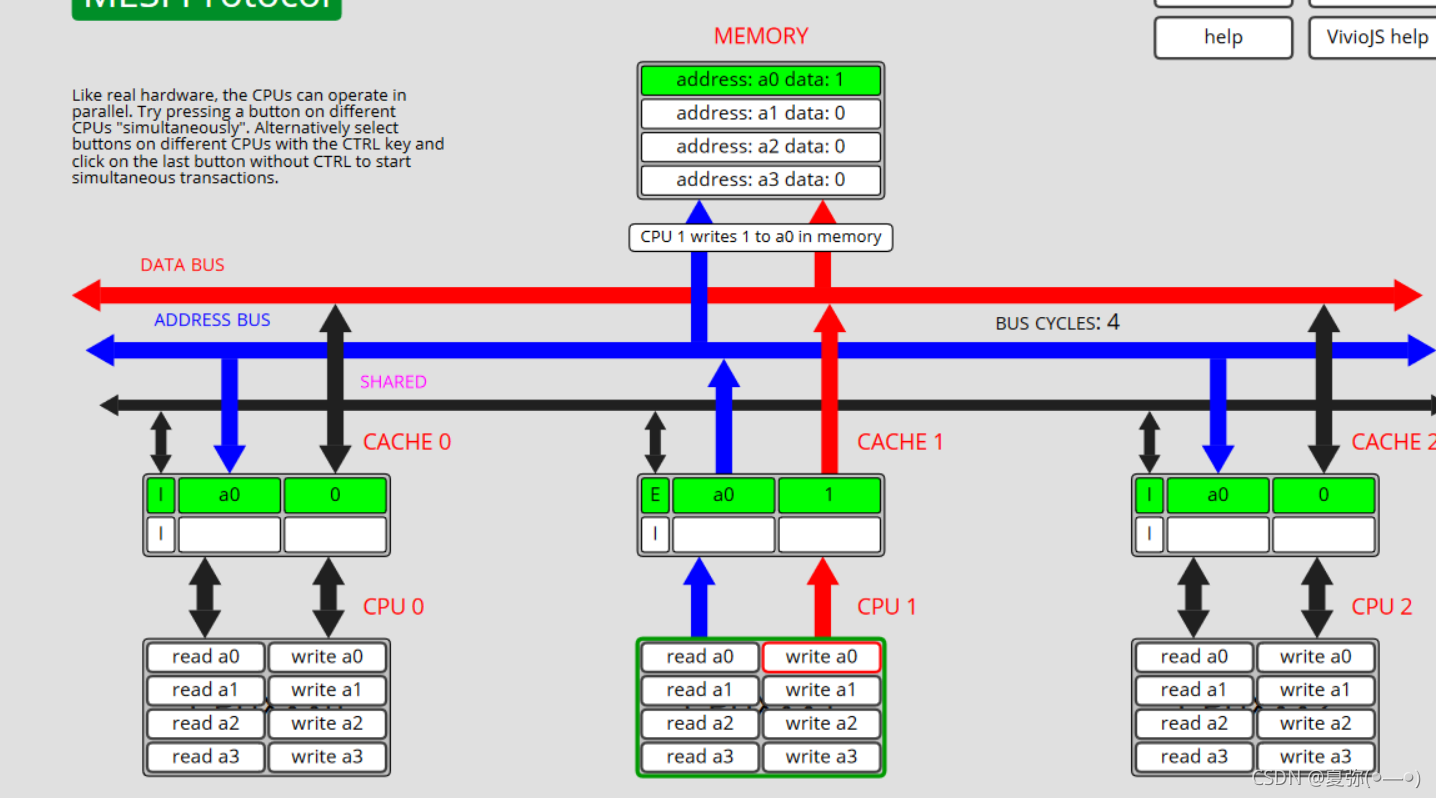 MESI Protocol
help
VivioJS help
MEMORY
address: a0 data: 1
address: a1 data: 0
address: a2 data: 0
address: a3 data: 0
Like real hardware, the CPUs can operate in
parallel. Try pressing a button on different
CPUs "simultaneously". Alternatively select
buttons on different CPUs with the CTRL key and
click on the last button without CTRL to start
simultaneous transactions.
CPU 1 writes 1 to a0 in memory
DATA BUS
ADDRESS BUS
BUS CYCLES: 4
SHARED
CACHE 0
CACHE 1
CACHE 2
I a0 0
I
E a0 1
I
I a0 0
I
CPU 0
CPU 1
CPU 2
read a0 write a0
read a1 write a1
read a2 write a2
read a3 write a3
read a0 write a0
read a1 write a1
read a2 write a2
read a3 write a3
read a0 write a0
read a1 write a1
read a2 write a2
read a3 write a3
CSDN @夏弥(•—•)